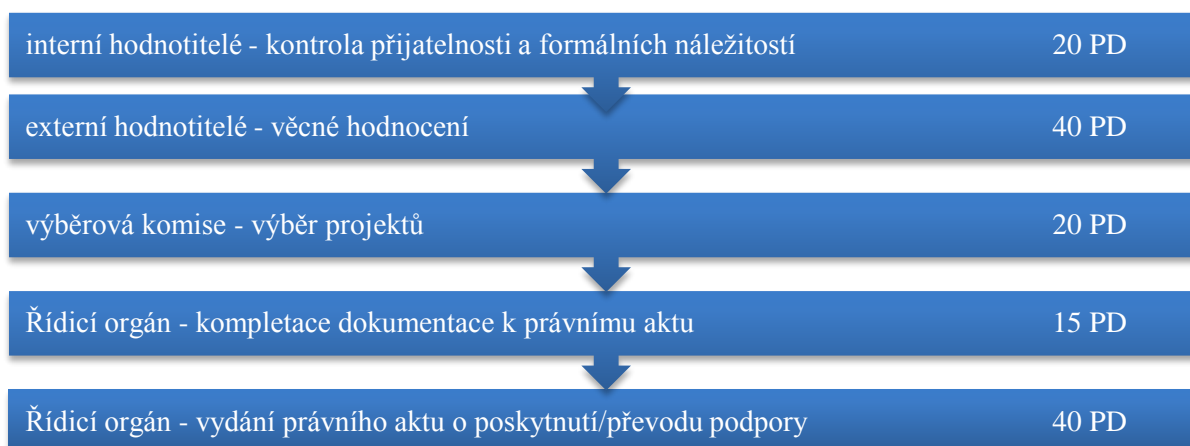 interní hodnotitelé - kontrola přijatelnosti a formálních náležitostí 20 PD
externí hodnotitelé - věcné hodnocení 40 PD
výběrová komise - výběr projektů 20 PD
Řídicí orgán - kompletace dokumentace k právnímu aktu 15 PD
Řídicí orgán - vydání právního aktu o poskytnutí/převodu podpory 40 PD